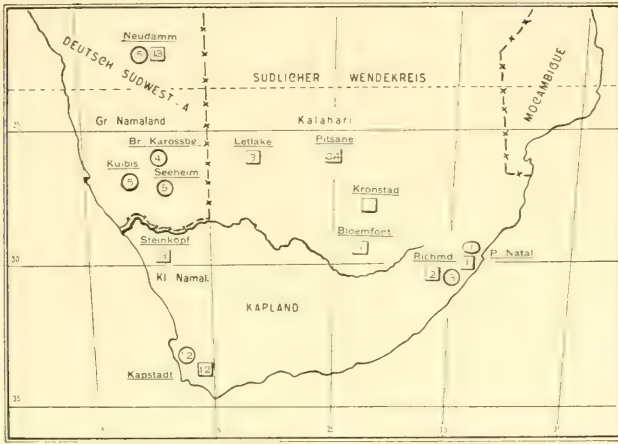 Neudamm
13
DEUTSCH SÜDWEST-A
SÜDLICHER WENDEKREIS
MOCAMBIQUE
25
Gr Namaland
Kalahari
Br. Karossbg.
Letlake
Pitsane
4
3
Kuibis
Seeheim
5
5
Kronstad
Steinkopf
Bloemfont
1
1
30
Richmd
P. Natal
1
2
3
Kl Namal.
KAPLAND
12
12
Kapstadt
35